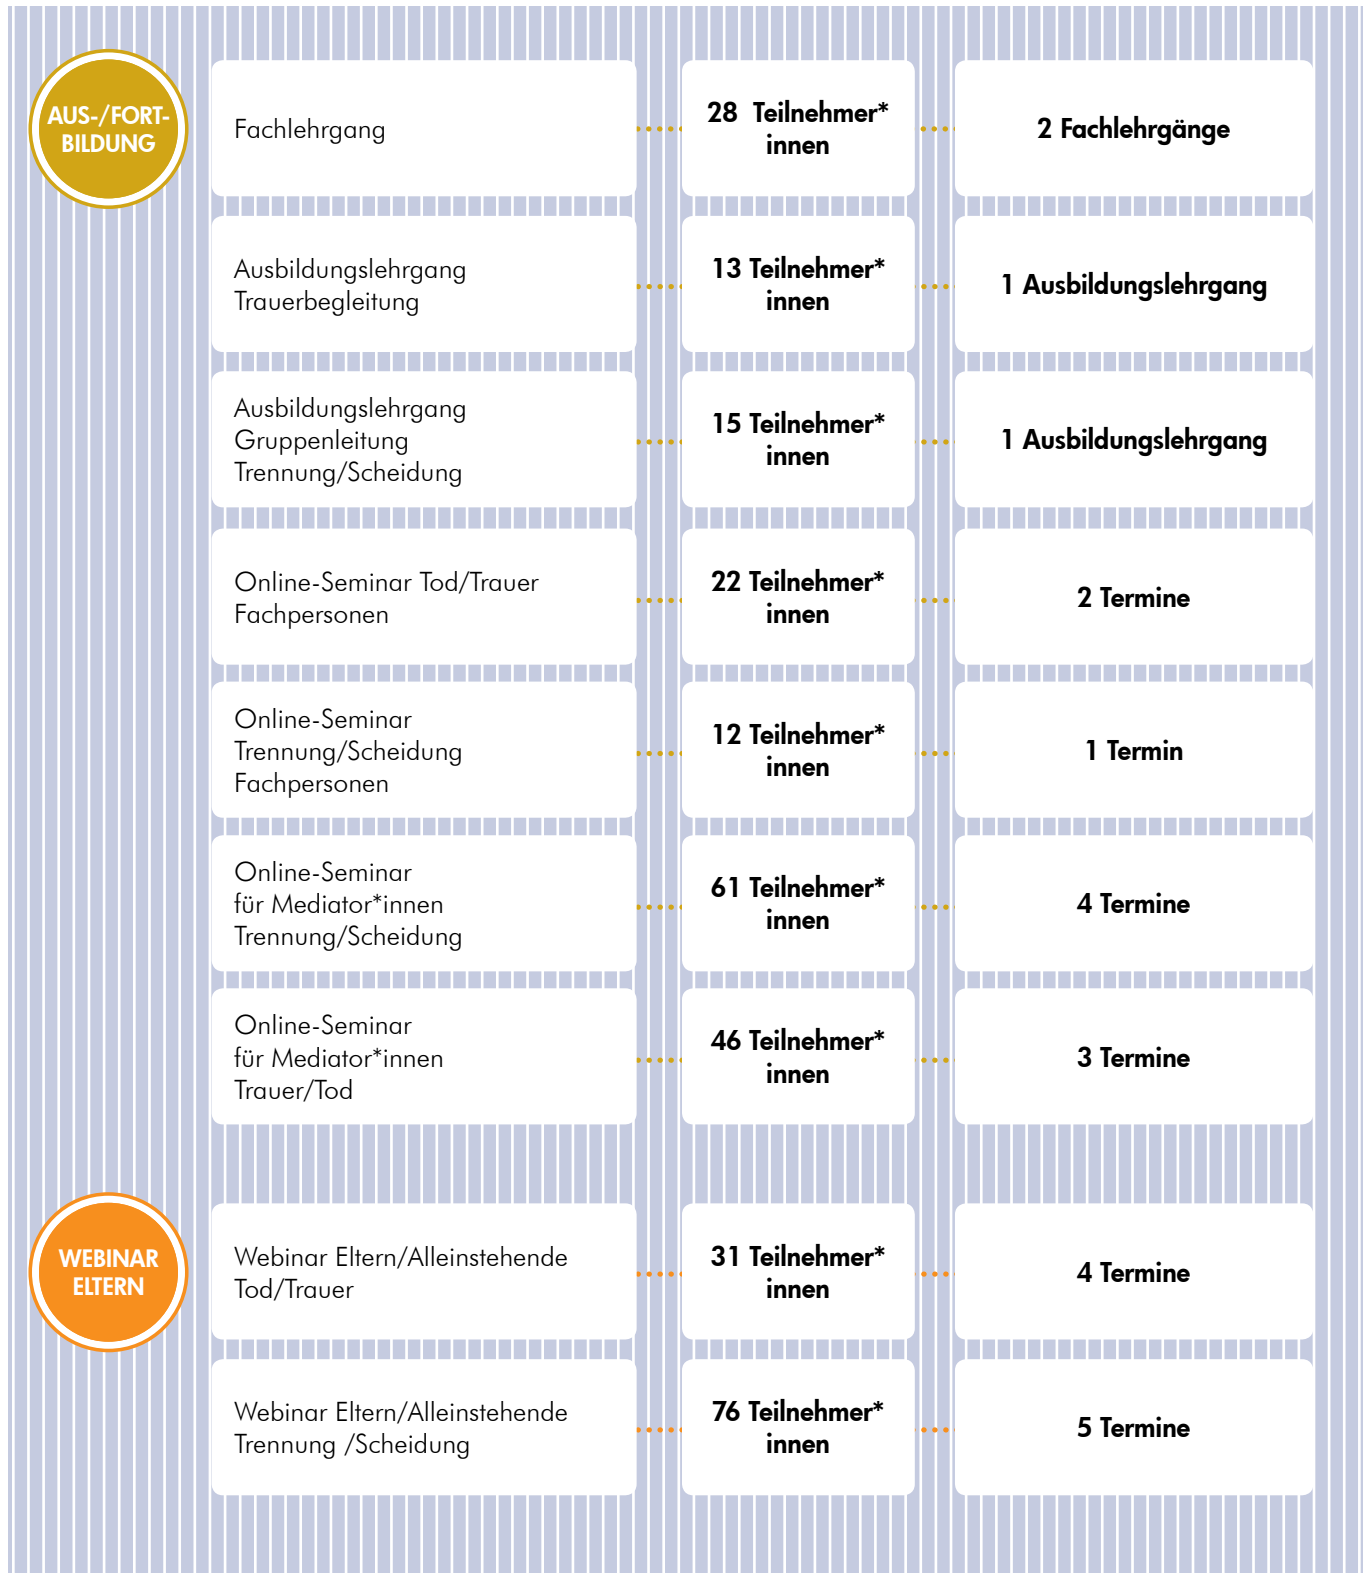 AUS-/FORT-
BILDUNG
Fachlehrgang
28 Teilnehmer*
innen
2 Fachlehrgänge
Ausbildungslehrgang
Trauerbegleitung
13 Teilnehmer*
innen
1 Ausbildungslehrgang
Ausbildungslehrgang
Gruppenleitung
Trennung/Scheidung
15 Teilnehmer*
innen
1 Ausbildungslehrgang
Online-Seminar Tod/Trauer
Fachpersonen
22 Teilnehmer*
innen
2 Termine
Online-Seminar
Trennung/Scheidung
Fachpersonen
12 Teilnehmer*
innen
1 Termin
Online-Seminar
für Mediator*innen
Trennung/Scheidung
61 Teilnehmer*
innen
4 Termine
Online-Seminar
für Mediator*innen
Trauer/Tod
46 Teilnehmer*
innen
3 Termine
WEBINAR
ELTERN
Webinar Eltern/Alleinstehende
Tod/Trauer
31 Teilnehmer*
innen
4 Termine
Webinar Eltern/Alleinstehende
Trennung /Scheidung
76 Teilnehmer*
innen
5 Termine